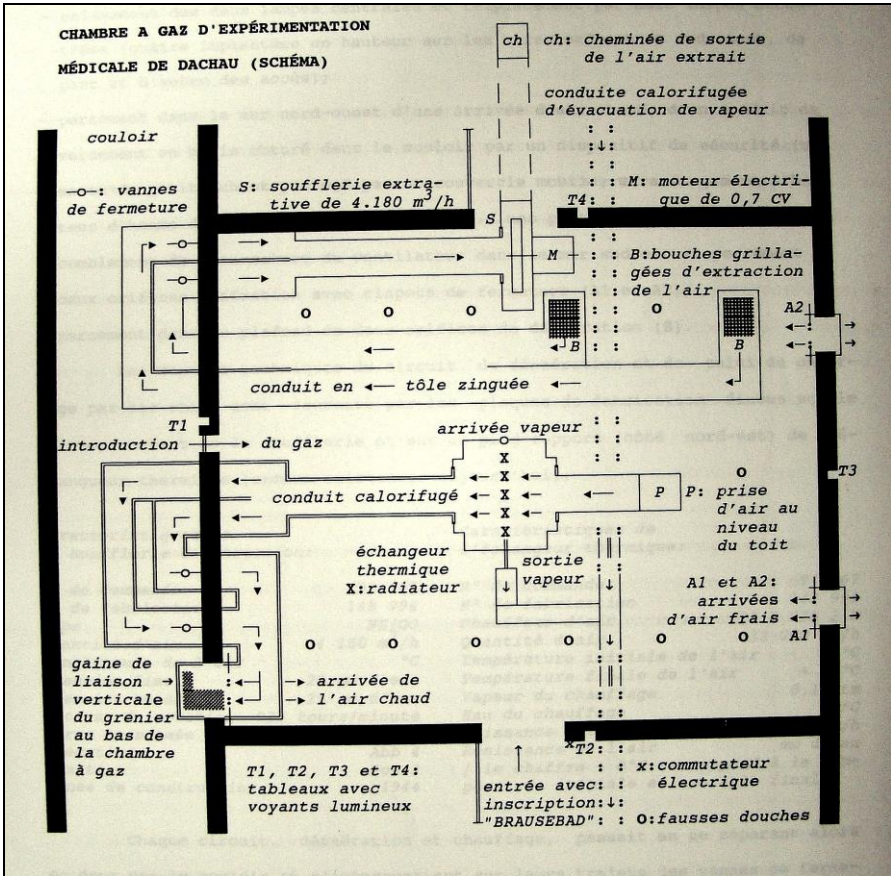 CHAMBRE A GAZ D'EXPÉRIMENTATION
MÉDICALE DE DACHAU (SCHÉMA)
ch
ch: cheminée de sortie
de l'air extrait
conduite calorifugée
d'évacuation de vapeur
couloir
-o-: vannes
de fermeture
S: soufflerie extra-
tive de 4.180 m3/h
M: moteur électri-
que de 0,7 CV
T4
S
M
B: bouches grilla-
gées d'extraction
de l'air
A2
o o o o
B B
conduit en ← tôle zinguée
T1
introduction → du gaz
arrivée vapeur
o
X
X
X
X
X
T3
conduit calorifugé
P
P: prise
d'air au
niveau
du toit
o
échangeur
thermique
X: radiateur
sortie
vapeur
A1 et A2:
arrivées
d'air frais
A1
o o o o o o
gaine de
liaison →
verticale
du grenier
au bas de
la chambre
à gaz
→ arrivée de
→ l'air chaud
T1, T2, T3 et T4:
tableaux avec
voyants lumineux
x
T2
entrée avec
inscription:
"BRAUSEBAD"
x: commutateur
électrique
O: fausses douches